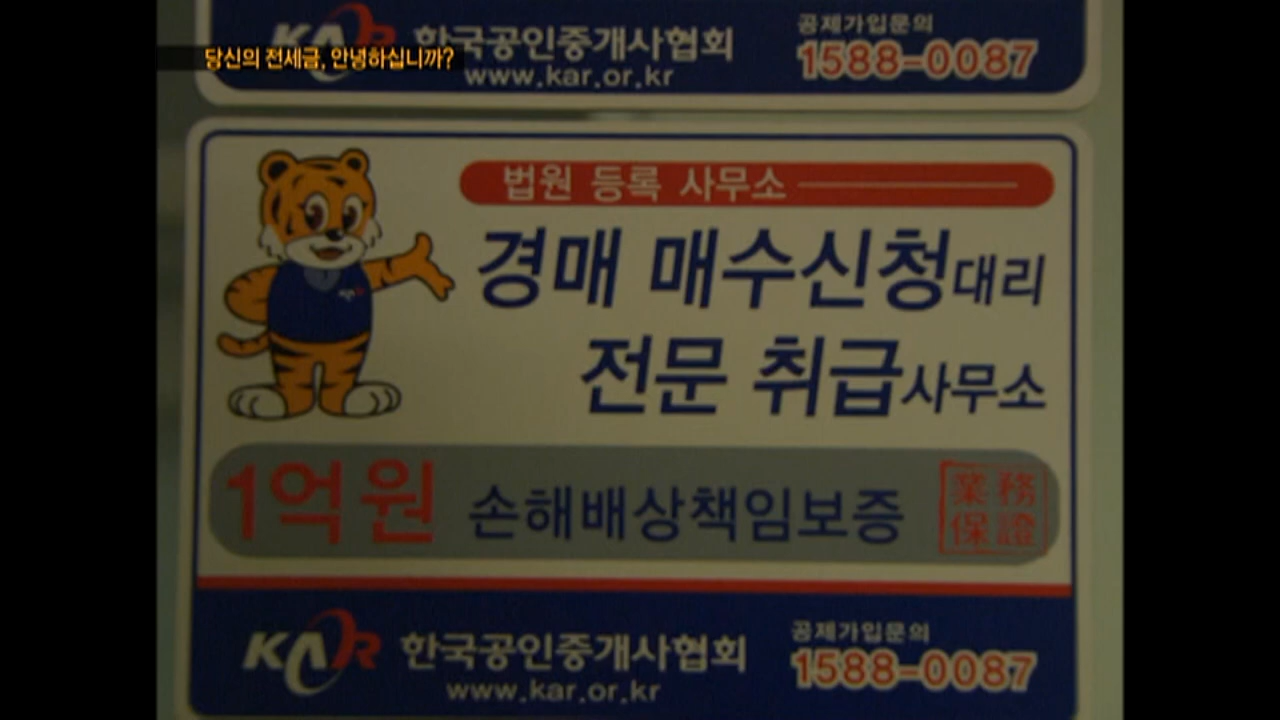 당신의 전세금, 안녕하십니까?
KAR 한국공인중개사협회
www.kar.or.kr
공제가입문의
1588-0087
법원 등록 사무소
경매 매수신청대리
전문 취급사무소
1억원 손해배상책임보증
業務
保證
KAR 한국공인중개사협회
www.kar.or.kr
공제가입문의
1588-0087